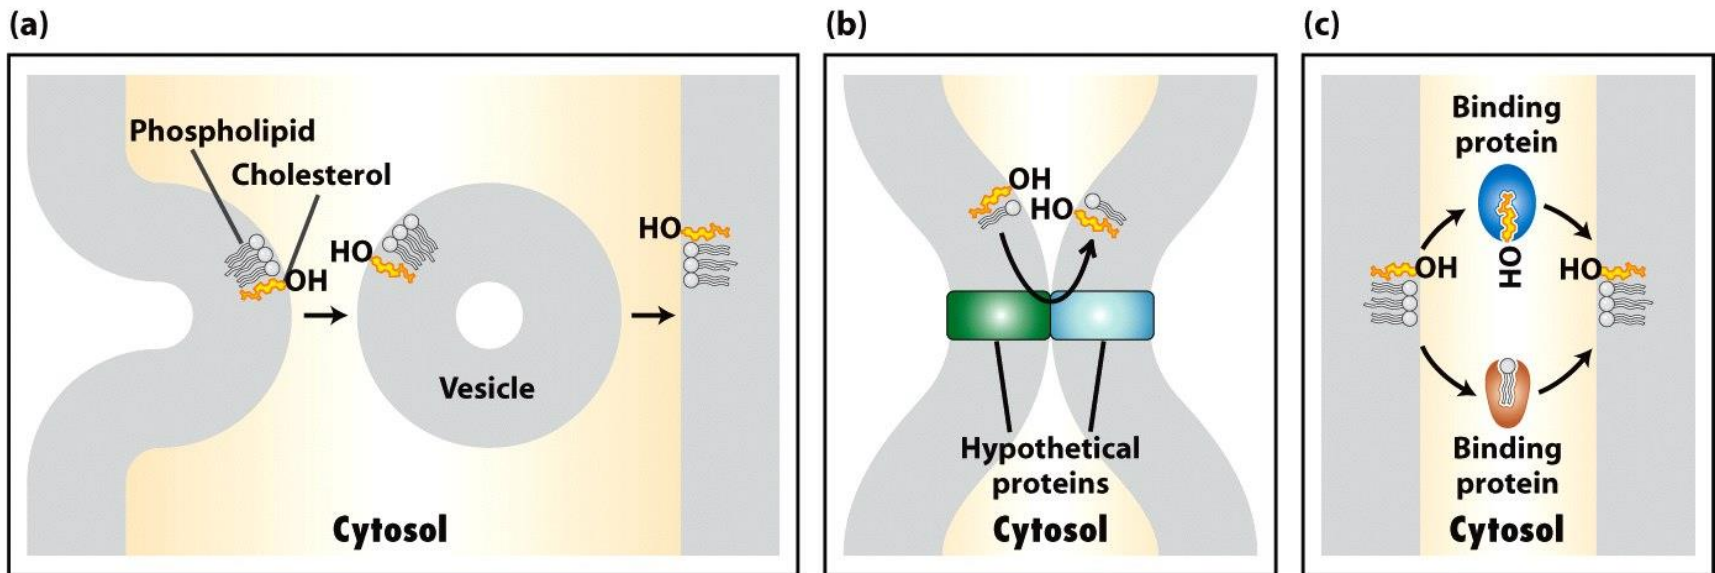 (a)
Phospholipid
Cholesterol
OH
HO
HO
Vesicle
Cytosol
(b)
OH
HO
Hypothetical
proteins
Cytosol
(c)
Binding
protein
OH
HO
HO
Binding
protein
Cytosol